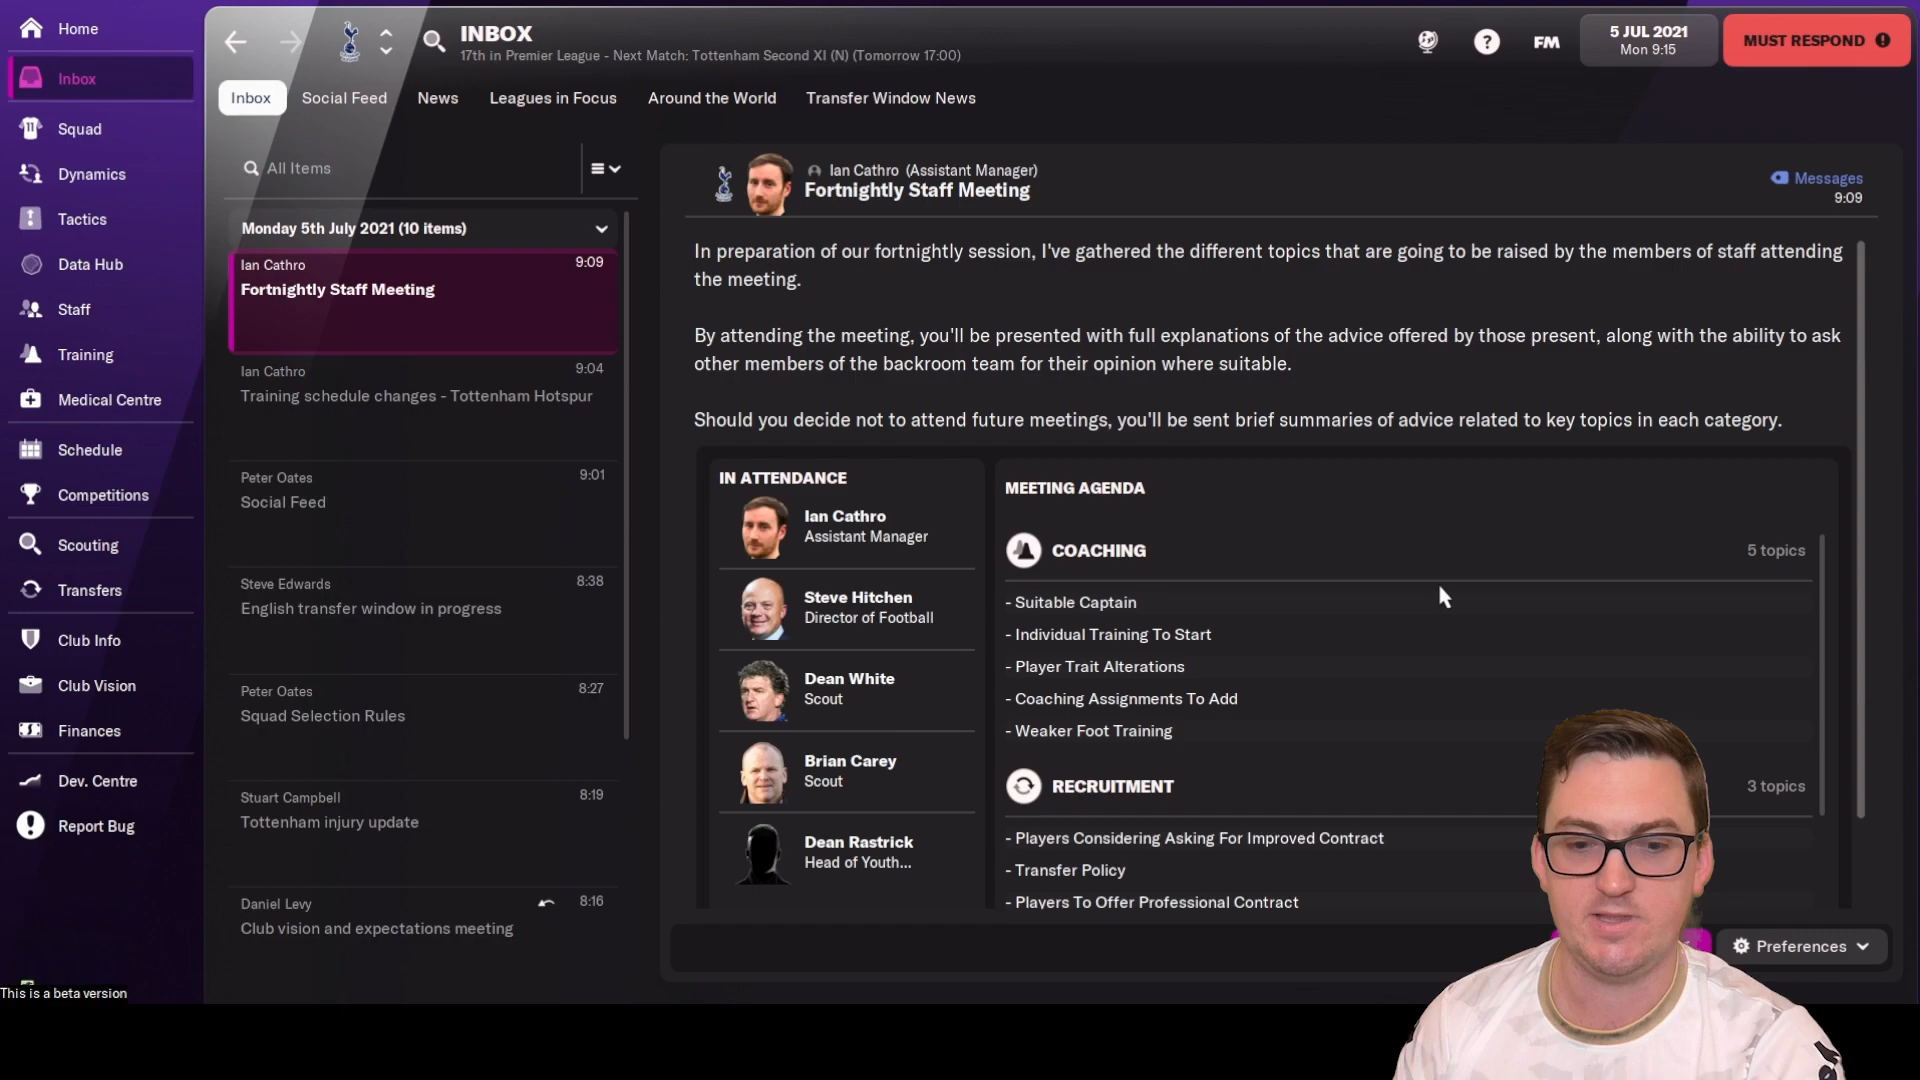 Home
Inbox
Squad
Dynamics
Tactics
Data Hub
Staff
Training
Medical Centre
Schedule
Competitions
Scouting
Transfers
Club Info
Club Vision
Finances
Dev. Centre
Report Bug
This is a beta version
INBOX
17th in Premier League - Next Match: Tottenham Second XI (N) (Tomorrow 17:00)
FM
5 JUL 2021
Mon 9:15
MUST RESPOND
Inbox Social Feed News Leagues in Focus Around the World Transfer Window News
All Items
Monday 5th July 2021 (10 items)
Ian Cathro 9:09
Fortnightly Staff Meeting
Ian Cathro 9:04
Training schedule changes - Tottenham Hotspur
Peter Oates 9:01
Social Feed
Steve Edwards 8:38
English transfer window in progress
Peter Oates 8:27
Squad Selection Rules
Stuart Campbell 8:19
Tottenham injury update
Daniel Levy 8:16
Club vision and expectations meeting
Ian Cathro (Assistant Manager)
Fortnightly Staff Meeting
Messages
9:09
In preparation of our fortnightly session, I've gathered the different topics that are going to be raised by the members of staff attending
the meeting.
By attending the meeting, you'll be presented with full explanations of the advice offered by those present, along with the ability to ask
other members of the backroom team for their opinion where suitable.
Should you decide not to attend future meetings, you'll be sent brief summaries of advice related to key topics in each category.
IN ATTENDANCE
Ian Cathro
Assistant Manager
Steve Hitchen
Director of Football
Dean White
Scout
Brian Carey
Scout
Dean Rastrick
Head of Youth...
MEETING AGENDA
COACHING 5 topics
- Suitable Captain
- Individual Training To Start
- Player Trait Alterations
- Coaching Assignments To Add
- Weaker Foot Training
RECRUITMENT 3 topics
- Players Considering Asking For Improved Contract
- Transfer Policy
- Players To Offer Professional Contract
Preferences